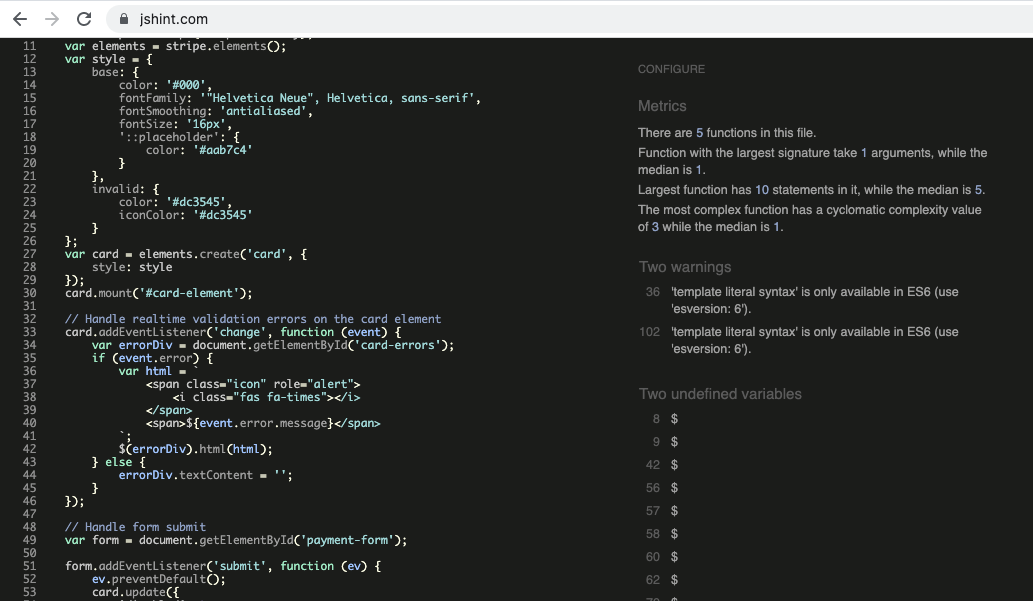 jshint.com
11 var elements = stripe.elements();
12 var style = {
13 base: {
14 color: '#000',
15 fontFamily: '"Helvetica Neue", Helvetica, sans-serif',
16 fontSmoothing: 'antialiased',
17 fontSize: '16px',
18 '::placeholder': {
19 color: '#aab7c4'
20 }
21 },
22 invalid: {
23 color: '#dc3545',
24 iconColor: '#dc3545'
25 }
26 };
27 var card = elements.create('card', {
28 style: style
29 });
30 card.mount('#card-element');
31
32 // Handle realtime validation errors on the card element
33 card.addEventListener('change', function (event) {
34 var errorDiv = document.getElementById('card-errors');
35 if (event.error) {
36 var html = `
37 <span class="icon" role="alert">
38 <i class="fas fa-times"></i>
39 </span>
40 <span>${event.error.message}</span>
41 `;
42 $(errorDiv).html(html);
43 } else {
44 errorDiv.textContent = '';
45 }
46 });
47
48 // Handle form submit
49 var form = document.getElementById('payment-form');
50
51 form.addEventListener('submit', function (ev) {
52 ev.preventDefault();
53 card.update({
CONFIGURE
Metrics
There are 5 functions in this file.
Function with the largest signature take 1 arguments, while the
median is 1.
Largest function has 10 statements in it, while the median is 5.
The most complex function has a cyclomatic complexity value
of 3 while the median is 1.
Two warnings
36 'template literal syntax' is only available in ES6 (use
'esversion: 6').
102 'template literal syntax' is only available in ES6 (use
'esversion: 6').
Two undefined variables
8 $
9 $
42 $
56 $
57 $
58 $
60 $
62 $